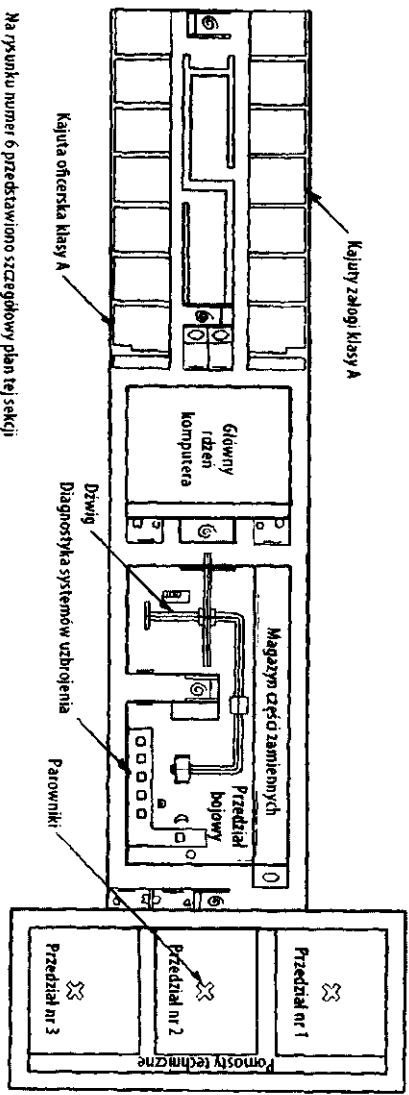 Kajuty załogi klasy A
Kajuta oficerska klasy A
Główny
rdzeń
komputera
Dźwig
Diagnostyka systemów uzbrojenia
Magazyn części zamiennych
Przedział
bojowy
Parowniki
Przedział nr 1
Przedział nr 2
Przedział nr 3
Pomosty techniczne
Na rysunku numer 6 przedstawiono szczegółowy plan tej sekcji